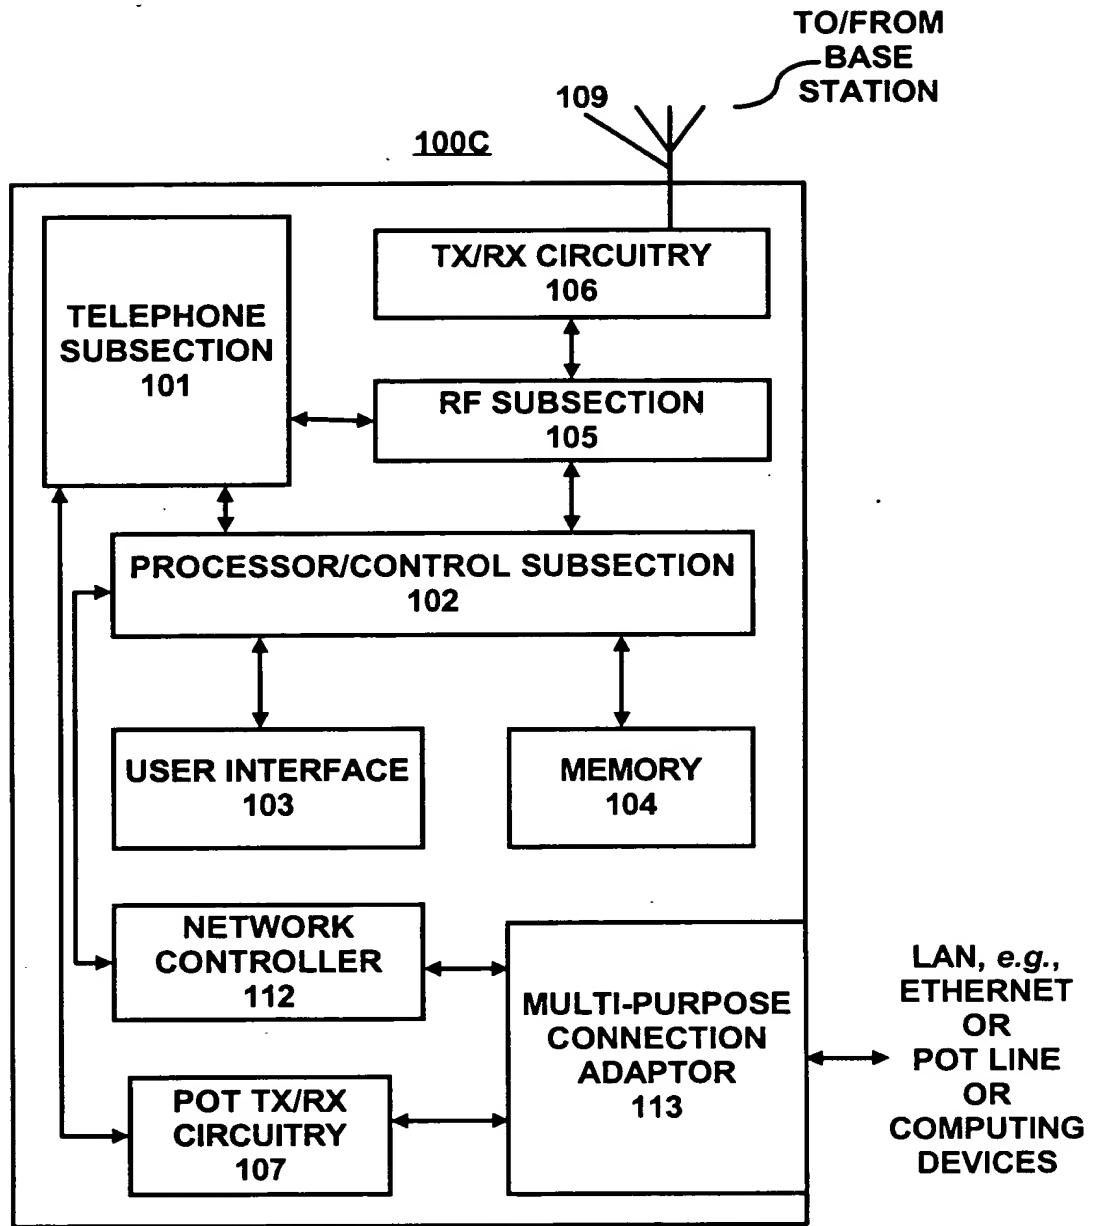 TO/FROM
BASE
STATION
109
100C
TX/RX CIRCUITRY
106
TELEPHONE
SUBSECTION
101
RF SUBSECTION
105
PROCESSOR/CONTROL SUBSECTION
102
USER INTERFACE
103
MEMORY
104
NETWORK
CONTROLLER
112
MULTI-PURPOSE
CONNECTION
ADAPTOR
113
POT TX/RX
CIRCUITRY
107
LAN, e.g.,
ETHERNET
OR
POT LINE
OR
COMPUTING
DEVICES